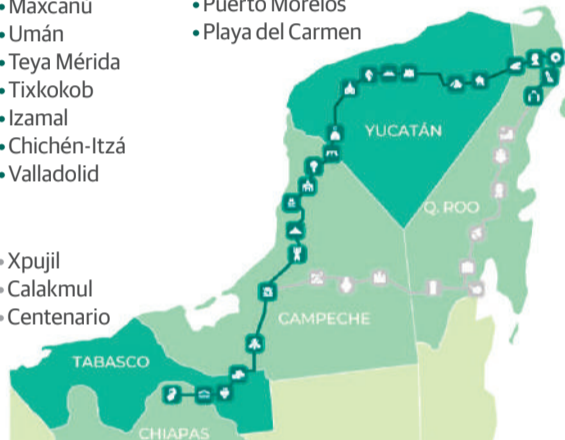 • Maxcanú
• Umán
• Teya Mérida
• Tixkokob
• Izamal
• Chichén-Itzá
• Valladolid
• Puerto Morelos
• Playa del Carmen
• Xpujil
• Calakmul
• Centenario
YUCATÁN
Q. ROO
CAMPECHE
TABASCO
CHIAPAS